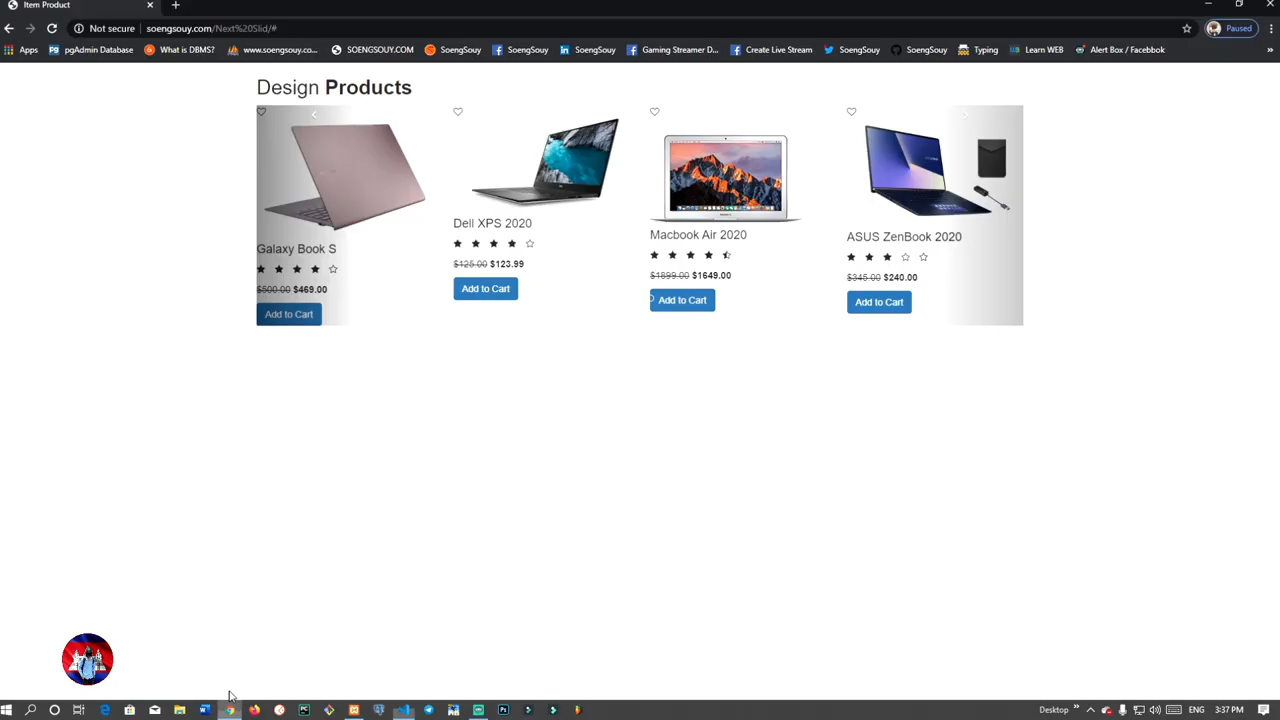 Item Product
Not secure soengsouy.com/Next%20Slid/# Paused
Apps pgAdmin Database What is DBMS? www.soengsouy.co... SOENGSOUY.COM SoengSouy SoengSouy SoengSouy Gaming Streamer D... Create Live Stream SoengSouy SoengSouy Typing Learn WEB Alert Box / Facebbok
Design Products
Galaxy Book S
$500.00 $469.00
Add to Cart
Dell XPS 2020
$125.00 $123.99
Add to Cart
Macbook Air 2020
$1899.00 $1649.00
Add to Cart
ASUS ZenBook 2020
$345.00 $240.00
Add to Cart
Desktop ENG 3:37 PM